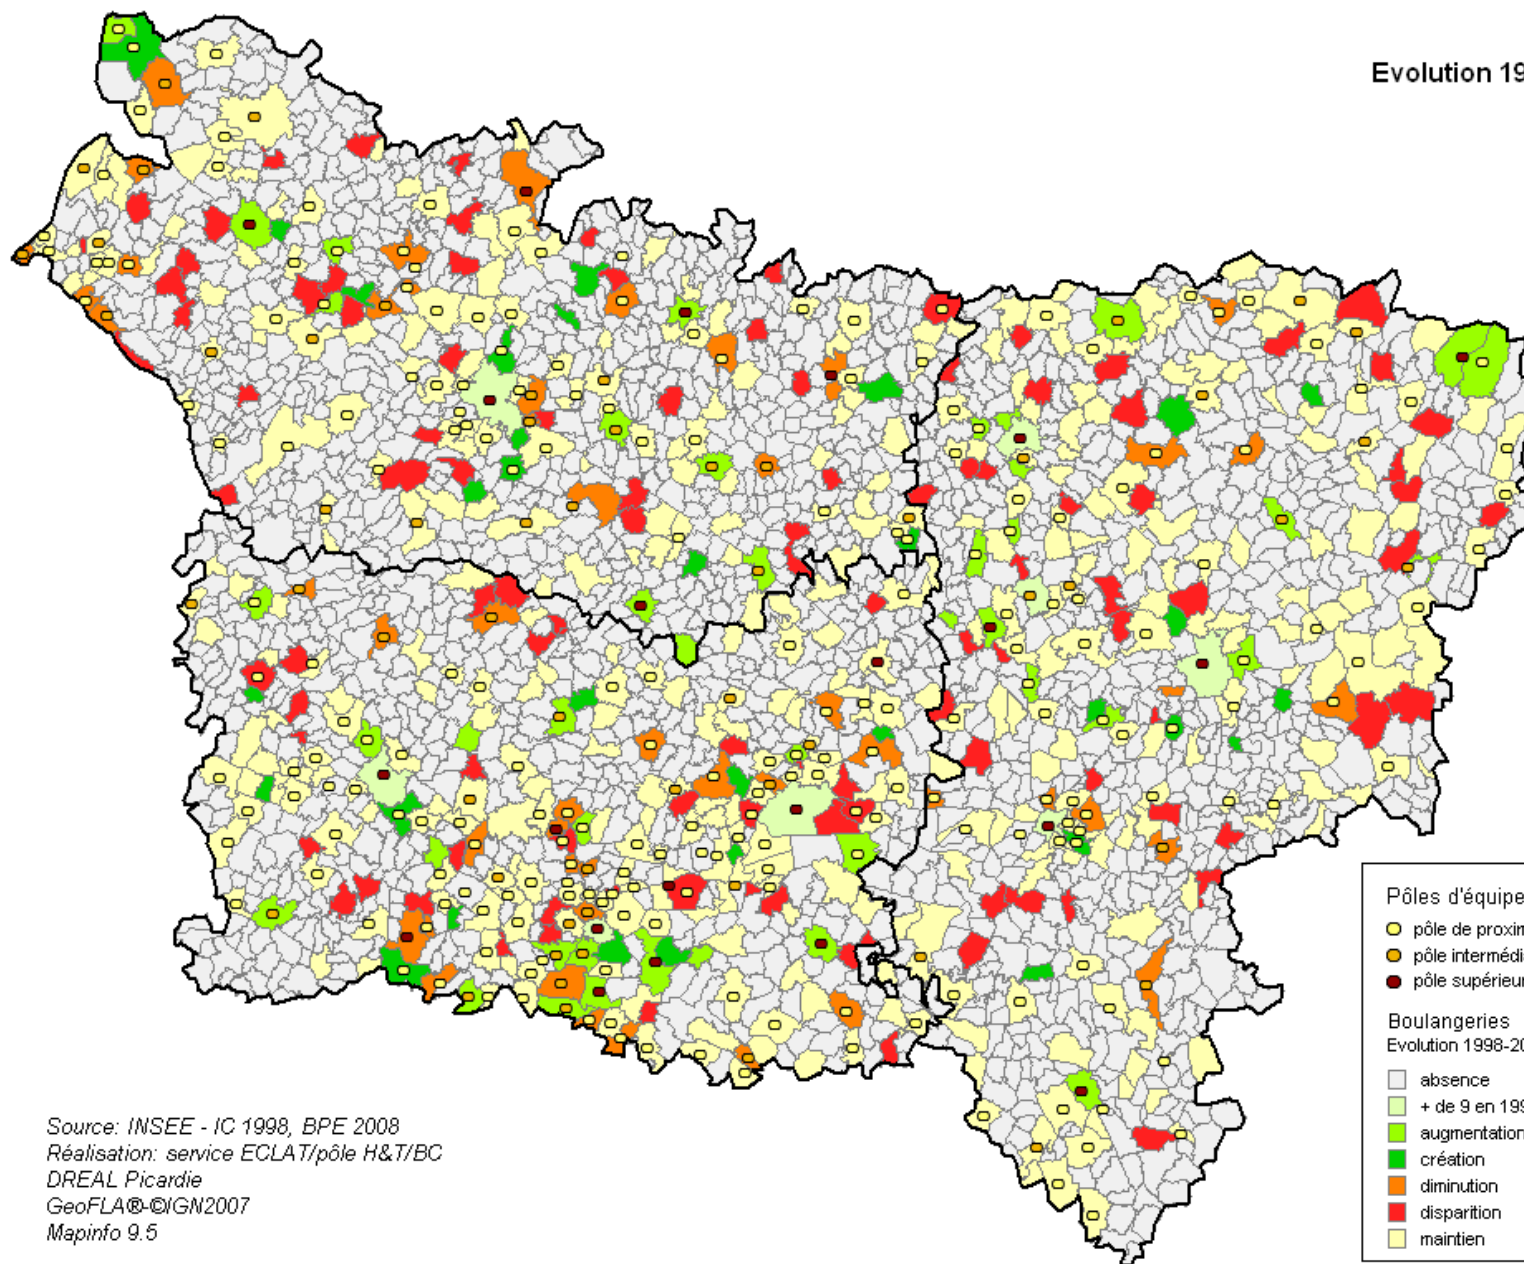 Evolution 19
Pôles d'équipe
pôle de proxin
pôle intermédi
pôle supérieur
Boulangeries
Evolution 1998-20
absence
+ de 9 en 199
augmentation
création
diminution
disparition
maintien
Source: INSEE - IC 1998, BPE 2008
Réalisation: service ECLAT/pôle H&T/BC
DREAL Picardie
GeoFLA®-©IGN2007
Mapinfo 9.5